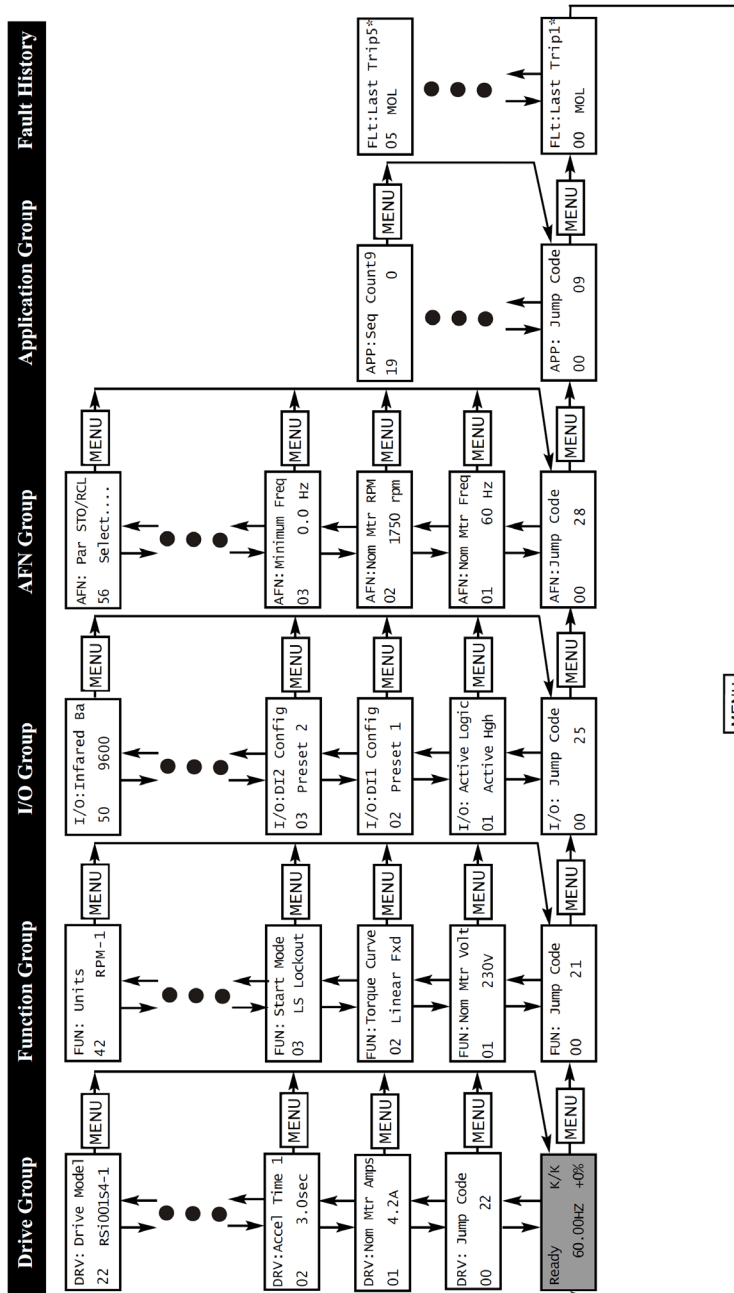 Drive Group
Function Group
I/O Group
AFN Group
Application Group
Fault History
DRV: Drive Model
22 RSi001S4-1
MENU
DRV:Accel Time 1
02 3.0sec
MENU
DRV:Nom Mtr Amps
01 4.2A
MENU
DRV: Jump Code
00 22
MENU
Ready K/K
60.00HZ +0%
MENU
FUN: Units
42 RPM-1
MENU
FUN: Start Mode
03 LS Lockout
MENU
FUN:Torque Curve
02 Linear Fxd
MENU
FUN:Nom Mtr Volt
01 230V
MENU
FUN: Jump Code
00 21
MENU
I/O:Infared Ba
50 9600
MENU
I/O:DI2 Config
03 Preset 2
MENU
I/O:DI1 Config
02 Preset 1
MENU
I/O: Active Logic
01 Active Hgh
MENU
I/O: Jump Code
00 25
MENU
AFN: Par STO/RCL
56 Select....
MENU
AFN:Minimum Freq
03 0.0 Hz
MENU
AFN:Nom Mtr RPM
02 1750 rpm
MENU
AFN:Nom Mtr Freq
01 60 Hz
MENU
AFN:Jump Code
00 28
MENU
APP:Seq Count9
19 0
MENU
APP: Jump Code
00 09
MENU
FLt:Last Trip5*
05 MOL
FLt:Last Trip1*
00 MOL
MENU